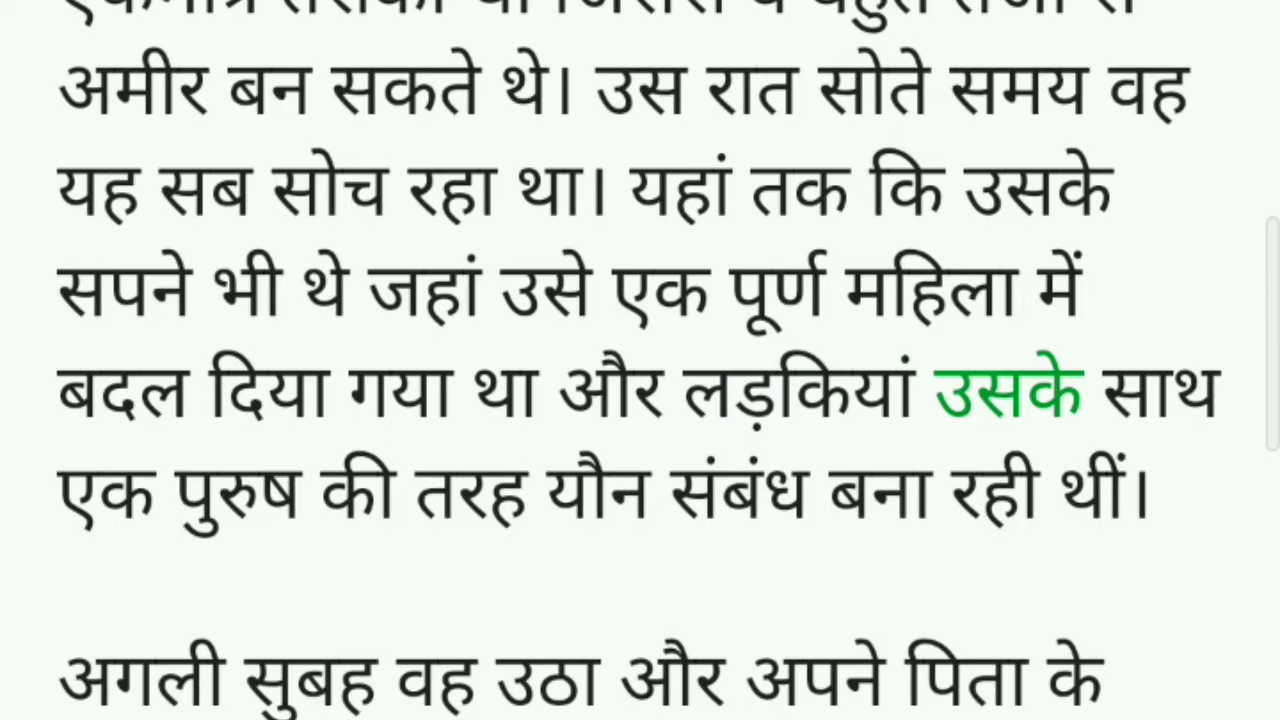 अमीर बन सकते थे। उस रात सोते समय वह
यह सब सोच रहा था। यहां तक कि उसके
सपने भी थे जहां उसे एक पूर्ण महिला में
बदल दिया गया था और लड़कियां उसके साथ
एक पुरुष की तरह यौन संबंध बना रही थीं।
अगली सुबह वह उठा और अपने पिता के